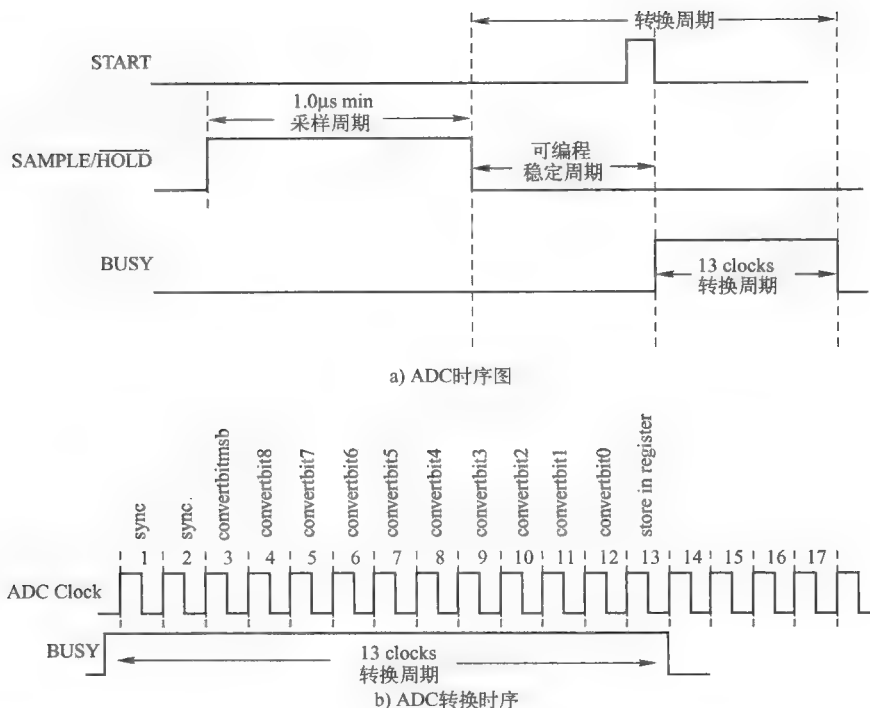 转换周期
START
1.0μs min
采样周期
SAMPLE/HOLD
可编程
稳定周期
BUSY
13 clocks
转换周期
a) ADC时序图
sync
sync.
convertbitmsb
convertbit8
convertbit7
convertbit6
convertbit5
convertbit4
convertbit3
convertbit2
convertbit1
convertbit0
store in register
1 2 3 4 5 6 7 8 9 10 11 12 13 14 15 16 17
ADC Clock
BUSY
13 clocks
转换周期
b) ADC转换时序